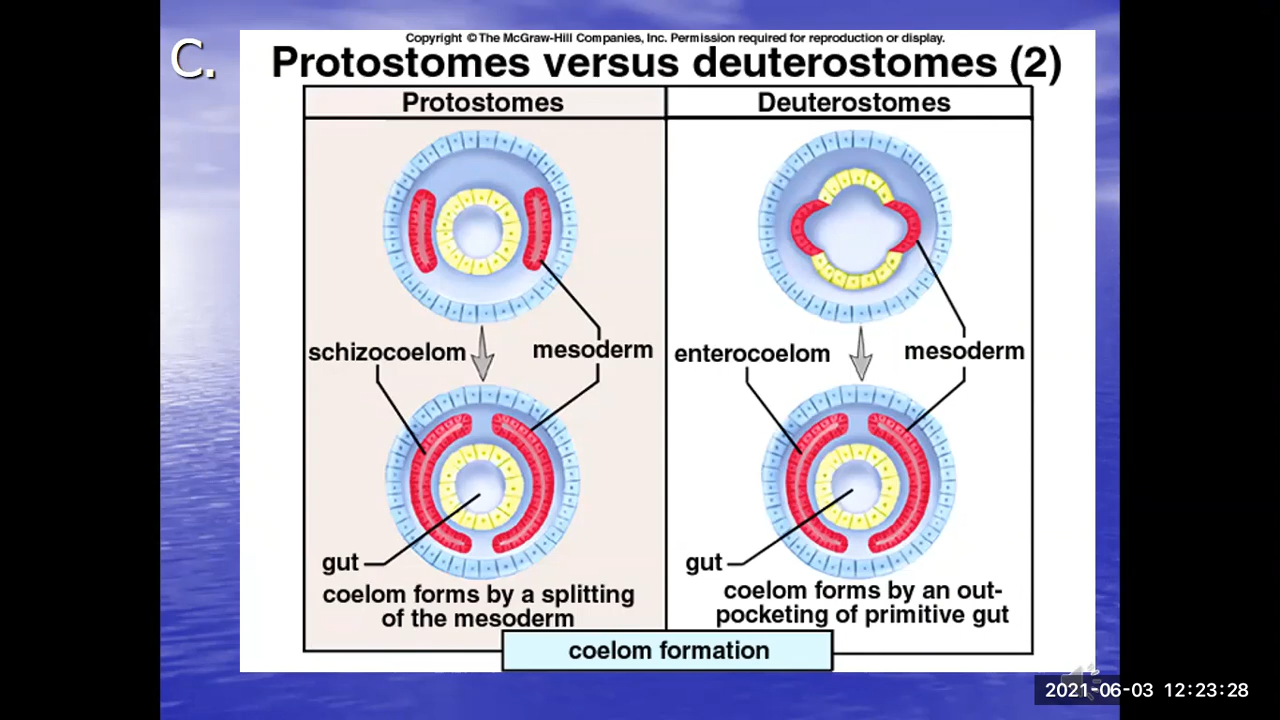 C.
Copyright © The McGraw-Hill Companies, Inc. Permission required for reproduction or display.
Protostomes versus deuterostomes (2)
Protostomes
Deuterostomes
schizocoelom
mesoderm
enterocoelom
mesoderm
gut
gut
coelom forms by a splitting
of the mesoderm
coelom forms by an out-
pocketing of primitive gut
coelom formation
2021-06-03 12:23:28